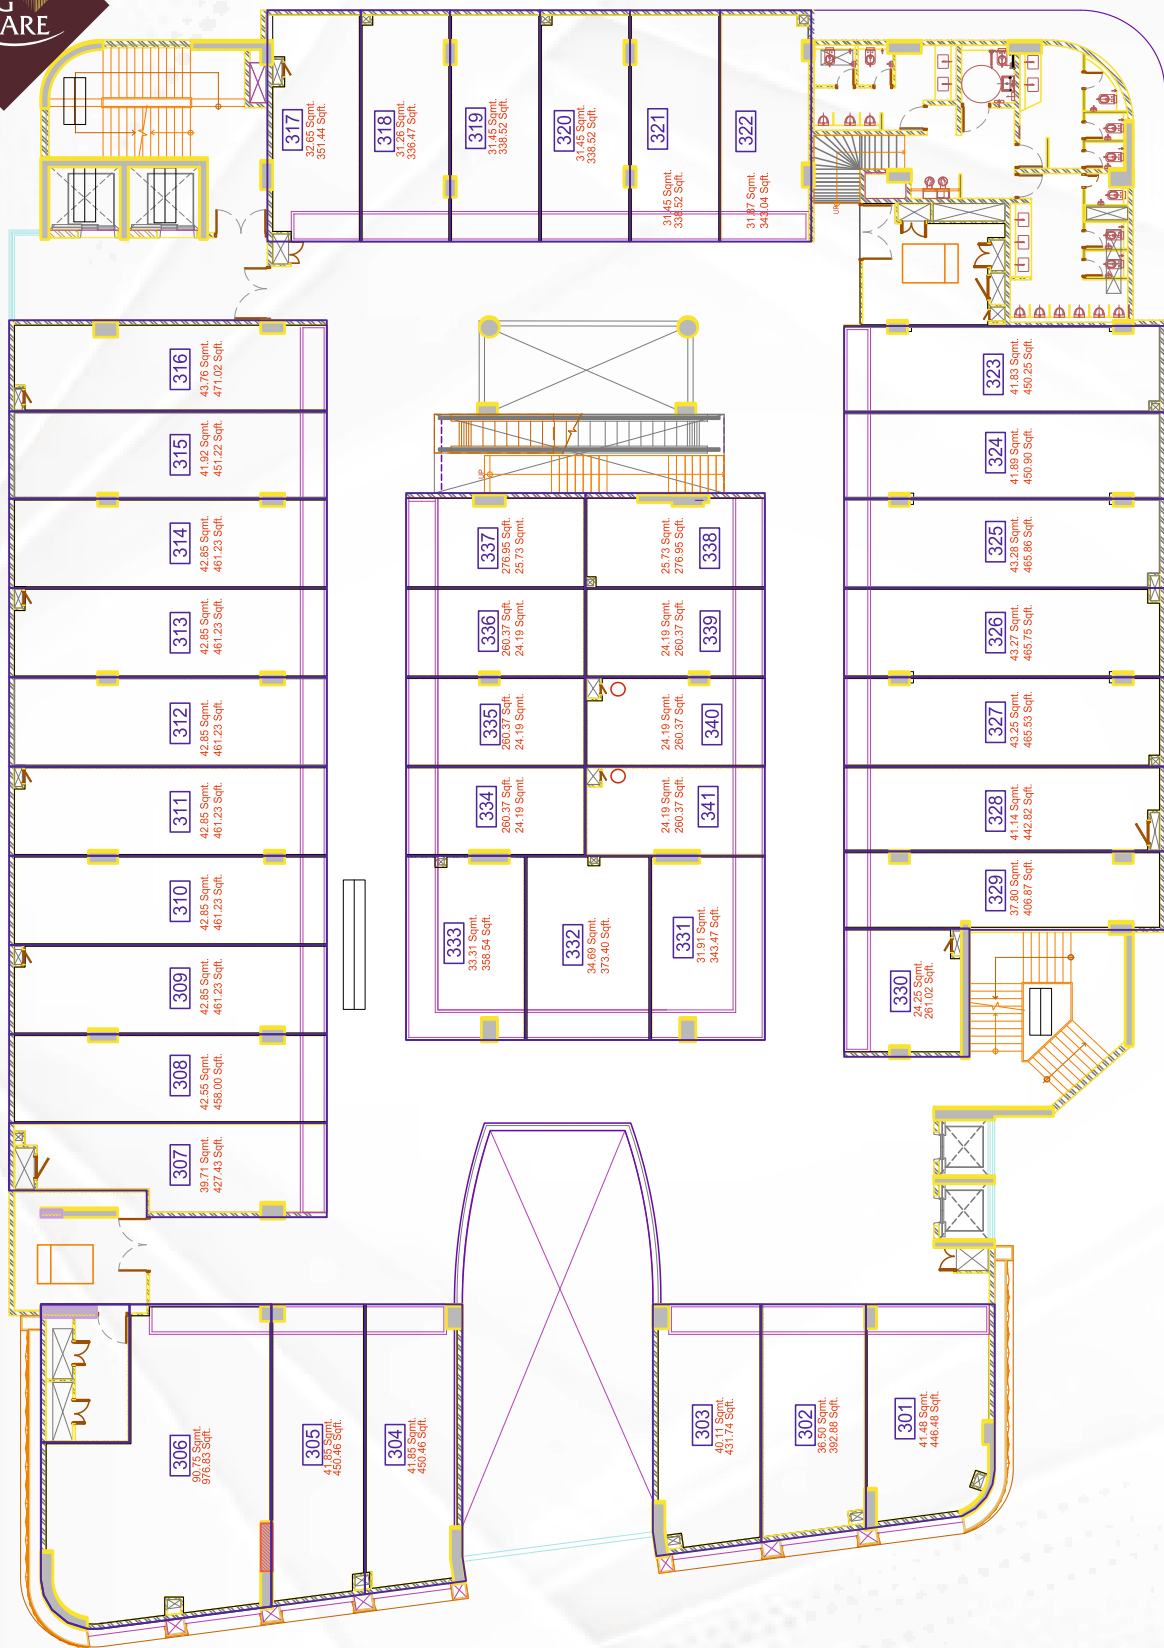 G
ARE
317
32.65 Sqmt.
351.44 Sqft.
318
31.26 Sqmt.
336.47 Sqft.
319
31.45 Sqmt.
338.52 Sqft.
320
31.45 Sqmt.
338.52 Sqft.
321
31.45 Sqmt.
338.52 Sqft.
322
31.87 Sqmt.
343.04 Sqft.
UP
316
43.76 Sqmt.
471.02 Sqft.
315
41.92 Sqmt.
451.22 Sqft.
314
42.85 Sqmt.
461.23 Sqft.
313
42.85 Sqmt.
461.23 Sqft.
312
42.85 Sqmt.
461.23 Sqft.
311
42.85 Sqmt.
461.23 Sqft.
310
42.85 Sqmt.
461.23 Sqft.
309
42.85 Sqmt.
461.23 Sqft.
308
42.55 Sqmt.
458.00 Sqft.
307
39.71 Sqmt.
427.43 Sqft.
UP
337
276.95 Sqft.
25.73 Sqmt.
338
25.73 Sqmt.
276.95 Sqft.
336
260.37 Sqft.
24.19 Sqmt.
339
24.19 Sqmt.
260.37 Sqft.
335
260.37 Sqft.
24.19 Sqmt.
340
24.19 Sqmt.
260.37 Sqft.
334
260.37 Sqft.
24.19 Sqmt.
341
24.19 Sqmt.
260.37 Sqft.
333
33.31 Sqmt.
358.54 Sqft.
332
34.69 Sqmt.
373.40 Sqft.
331
31.91 Sqmt.
343.47 Sqft.
323
41.83 Sqmt.
450.25 Sqft.
324
41.89 Sqmt.
450.90 Sqft.
325
43.28 Sqmt.
465.86 Sqft.
326
43.27 Sqmt.
465.75 Sqft.
327
43.25 Sqmt.
465.53 Sqft.
328
41.14 Sqmt.
442.82 Sqft.
329
37.80 Sqmt.
406.87 Sqft.
330
24.25 Sqmt.
261.02 Sqft.
306
90.75 Sqmt.
976.83 Sqft.
305
41.85 Sqmt.
450.46 Sqft.
304
41.85 Sqmt.
450.46 Sqft.
303
40.11 Sqmt.
431.74 Sqft.
302
36.50 Sqmt.
392.88 Sqft.
301
41.48 Sqmt.
446.48 Sqft.